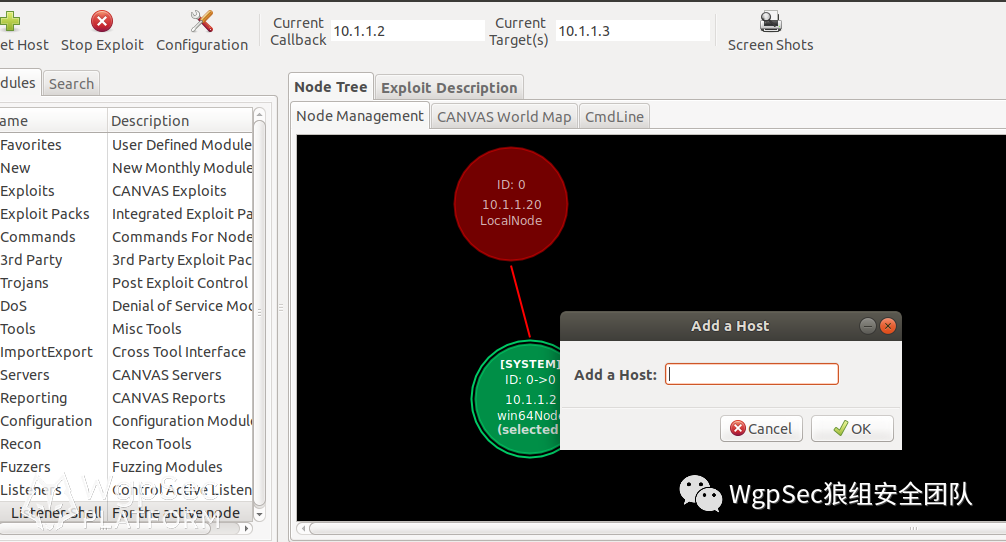 et Host
Stop Exploit
Configuration
Current Callback
10.1.1.2
Current Target(s)
10.1.1.3
Screen Shots
dules
Search
Node Tree
Exploit Description
Node Management
CANVAS World Map
CmdLine
ame Description
Favorites User Defined Module
New New Monthly Module
Exploits CANVAS Exploits
Exploit Packs Integrated Exploit Pa
Commands Commands For Node
3rd Party 3rd Party Exploit Pac
Trojans Post Exploit Control
DoS Denial of Service Moc
Tools Misc Tools
ImportExport Cross Tool Interface
Servers CANVAS Servers
Reporting CANVAS Reports
Configuration Configuration Modul
Recon Recon Tools
Fuzzers Fuzzing Modules
Listeners Control Active Listen
Listener-Shell For the active node
ID: 0
10.1.1.20
LocalNode
[SYSTEM]
ID: 0->0
10.1.1.2
win64Node
(selected
Add a Host
Add a Host:
Cancel
OK
WgpSec
PLATFORM
WgpSec狼组安全团队